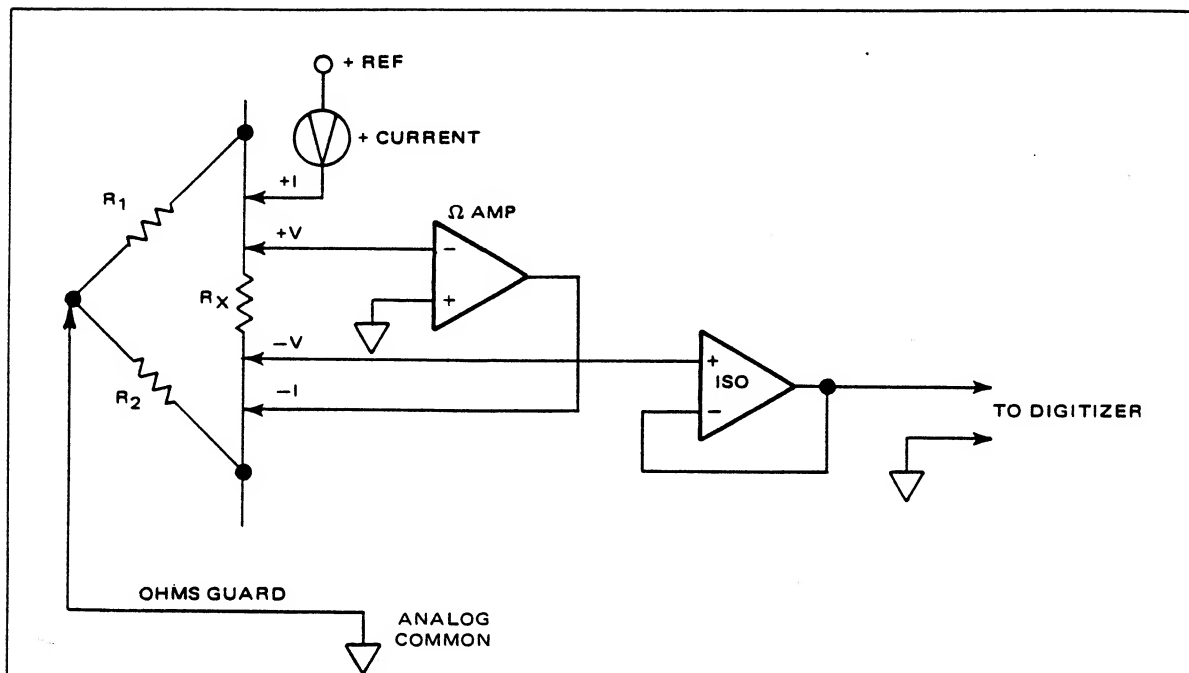 + REF
+ CURRENT
+I
R1
Ω AMP
+V
−
+
RX
−V
+
ISO
−
R2
−I
TO DIGITIZER
OHMS GUARD
ANALOG
COMMON